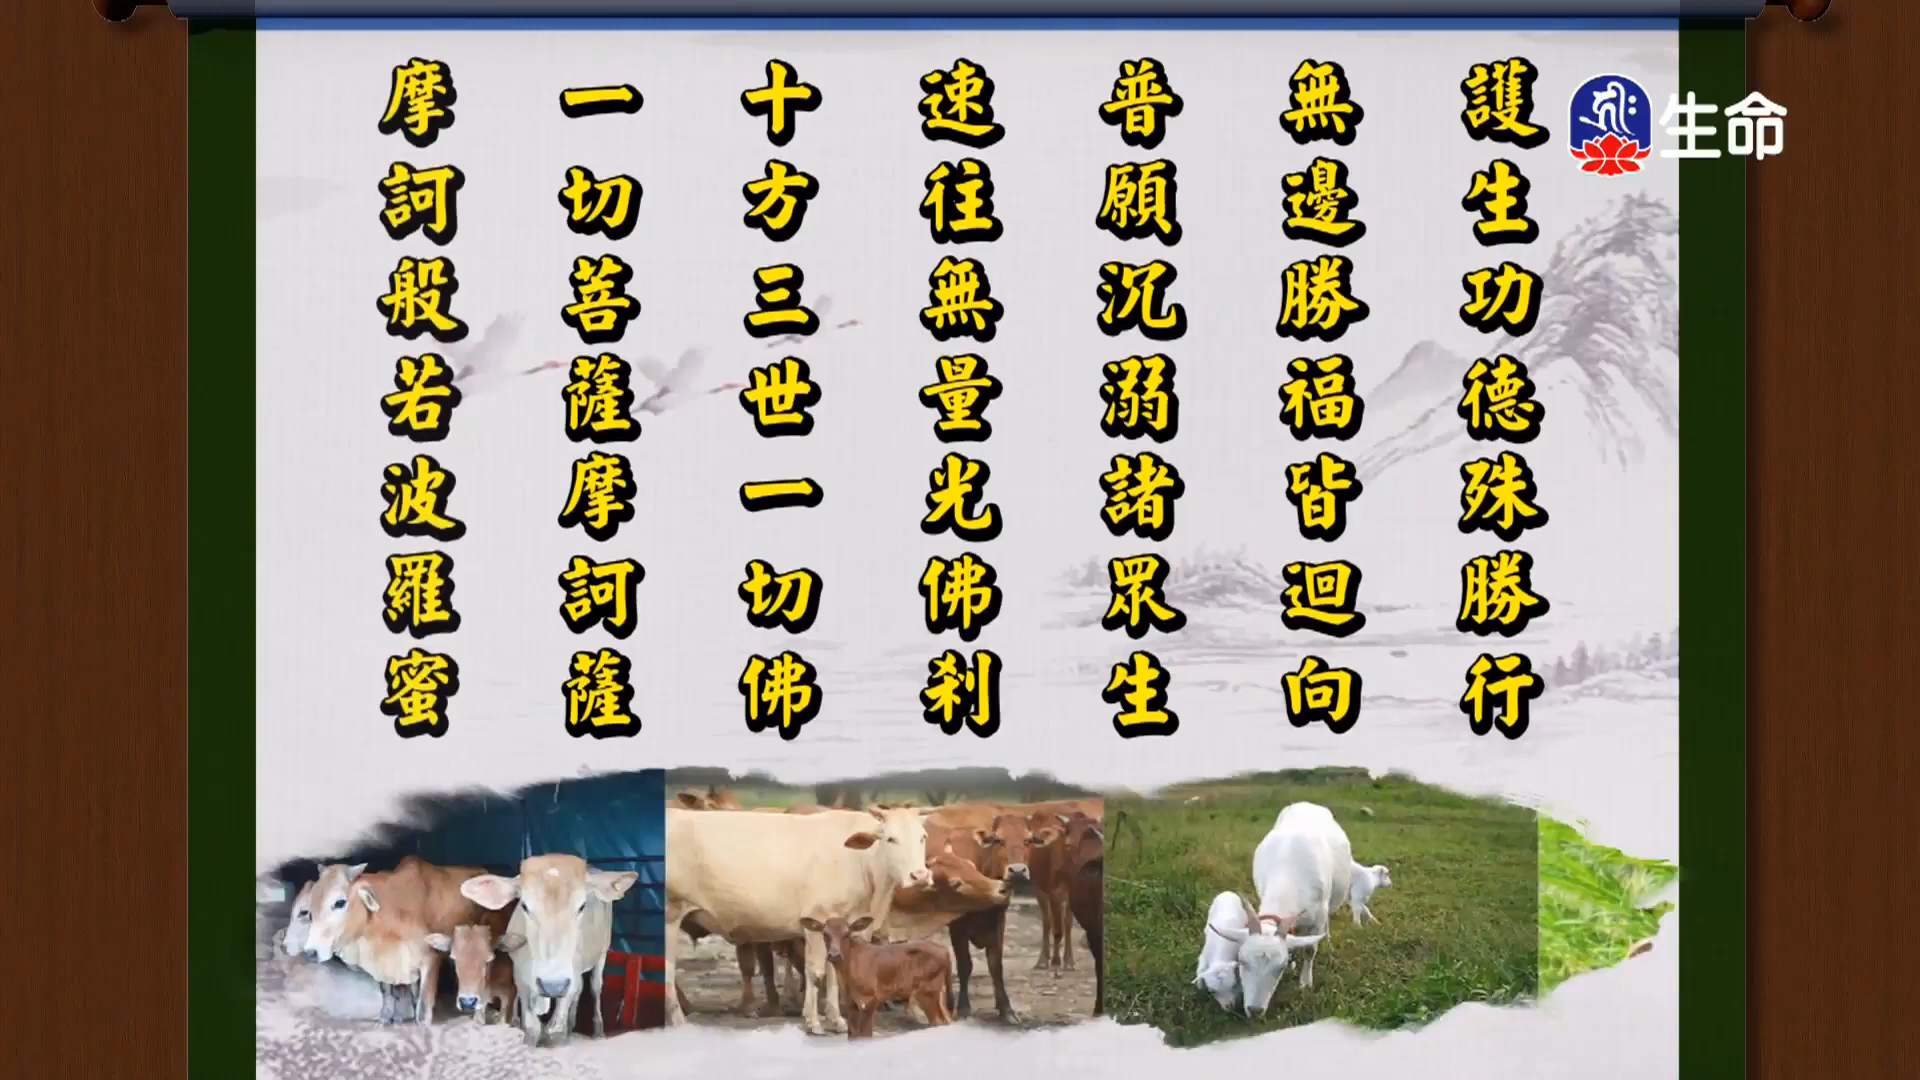 護生功德殊勝行
無邊勝福皆迴向
普願沉溺諸眾生
速往無量光佛剎
十方三世一切佛
一切菩薩摩訶薩
摩訶般若波羅蜜
生命